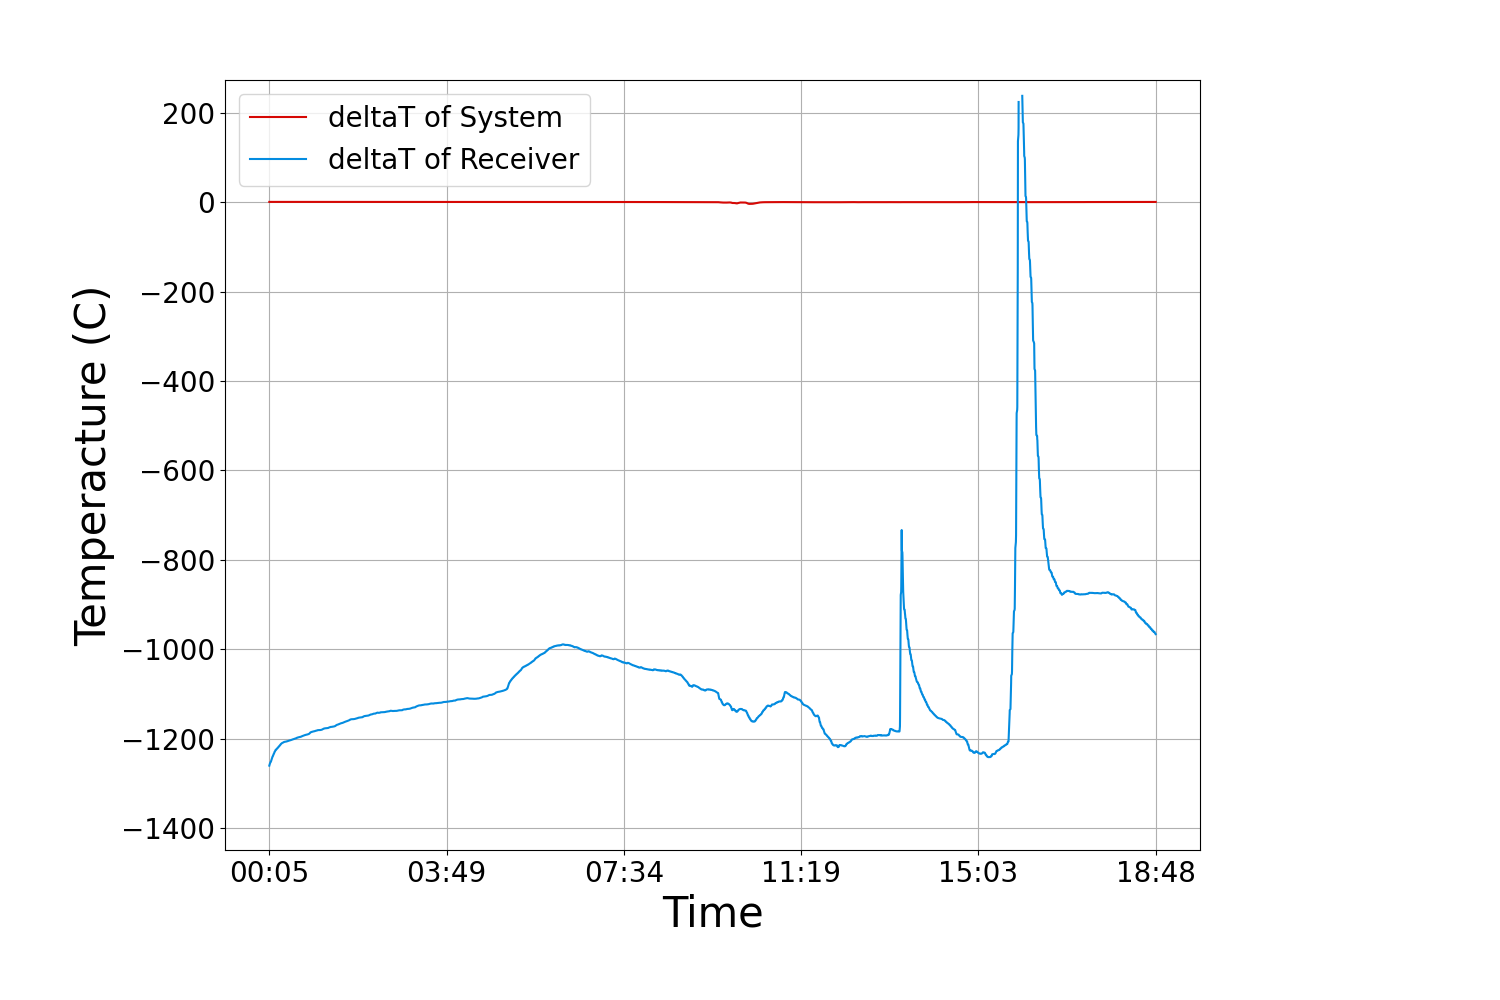 deltaT of System
deltaT of Receiver
200
0
−200
−400
−600
−800
−1000
−1200
−1400
Temperacture (C)
00:05 03:49 07:34 11:19 15:03 18:48
Time